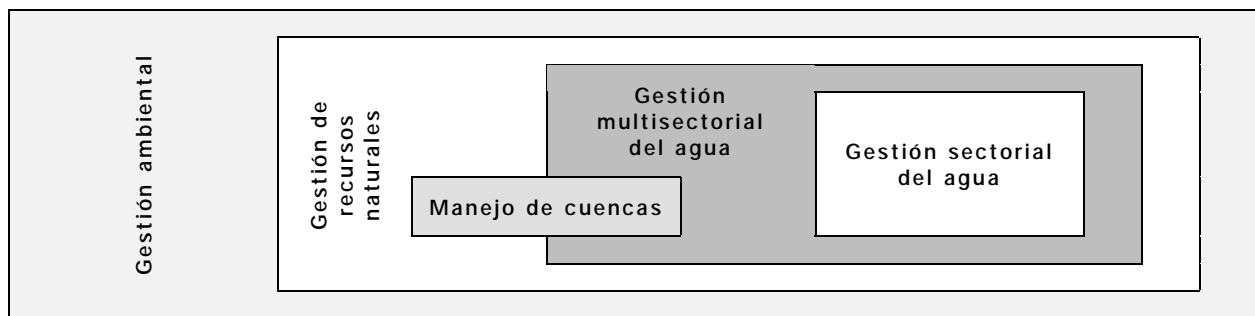 Gestión ambiental
Gestión de
recursos
naturales
Gestión
multisectorial
del agua
Manejo de cuencas
Gestión sectorial
del agua